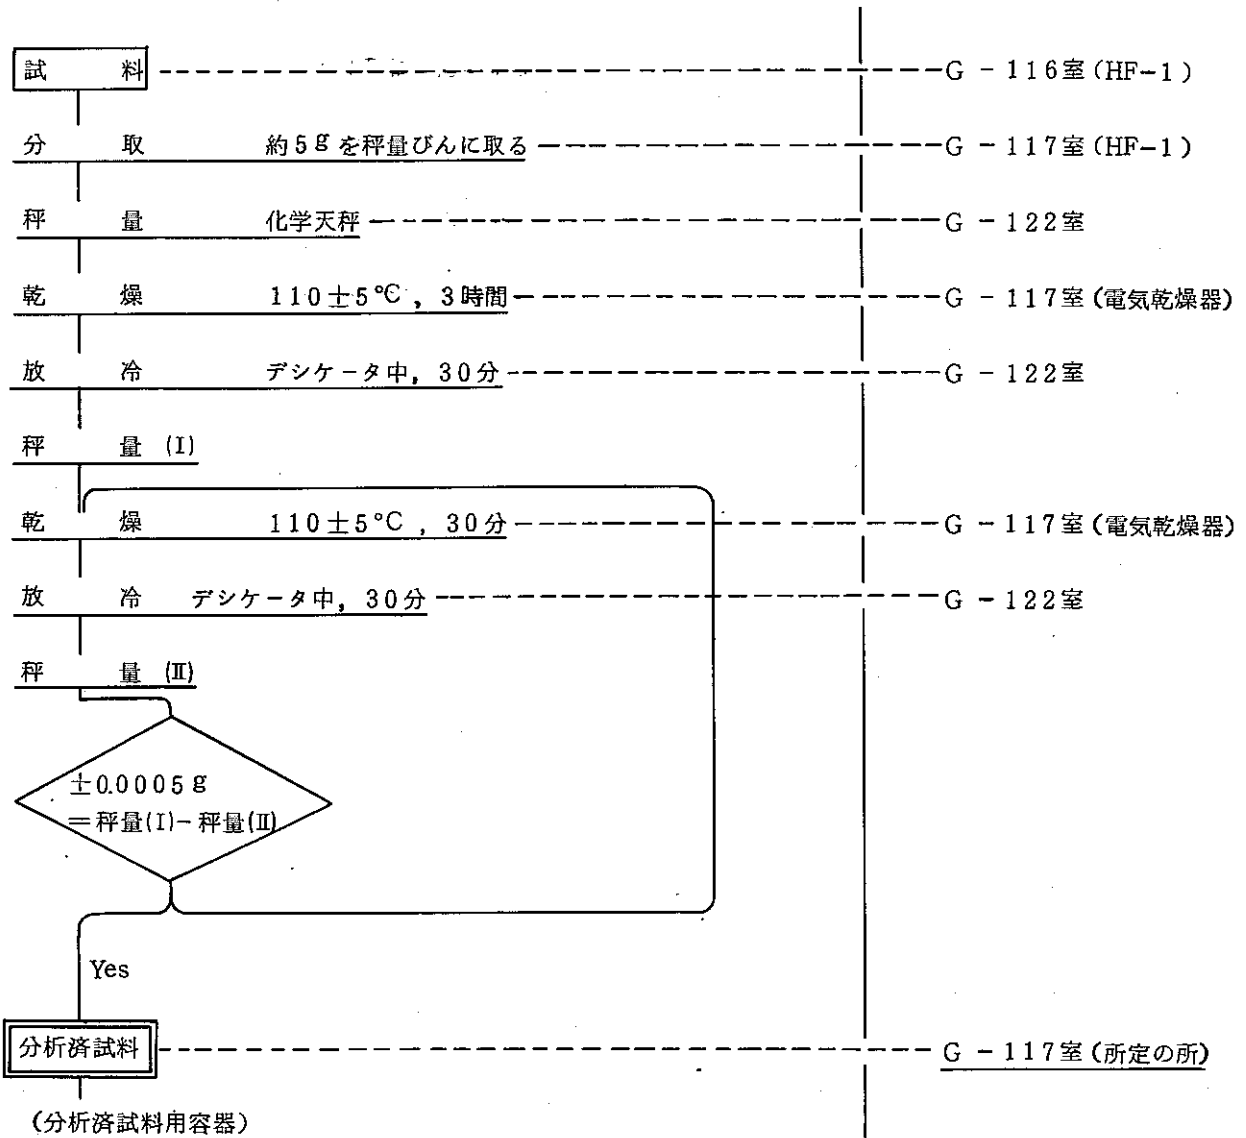 試料 G-116室(HF-1)
分取 約5gを秤量びんに取る G-117室(HF-1)
秤量 化学天秤 G-122室
乾燥 110±5℃, 3時間 G-117室(電気乾燥器)
放冷 デシケータ中, 30分 G-122室
秤量(I)
乾燥 110±5℃, 30分 G-117室(電気乾燥器)
放冷 デシケータ中, 30分 G-122室
秤量(II)
±0.0005g
=秤量(I)-秤量(II)
Yes
分析済試料 G-117室(所定の所)
(分析済試料用容器)